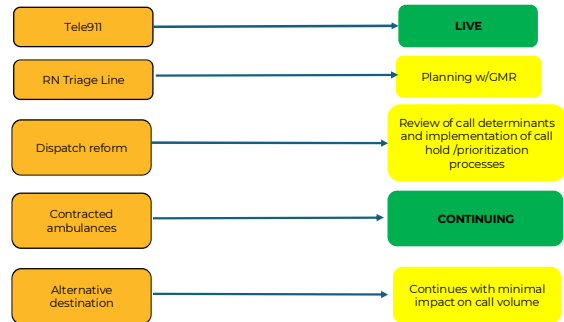 Tele911
LIVE
RN Triage Line
Planning w/GMR
Dispatch reform
Review of call determinants
and implementation of call
hold /prioritization
processes
Contracted
ambulances
CONTINUING
Alternative
destination
Continues with minimal
impact on call volume